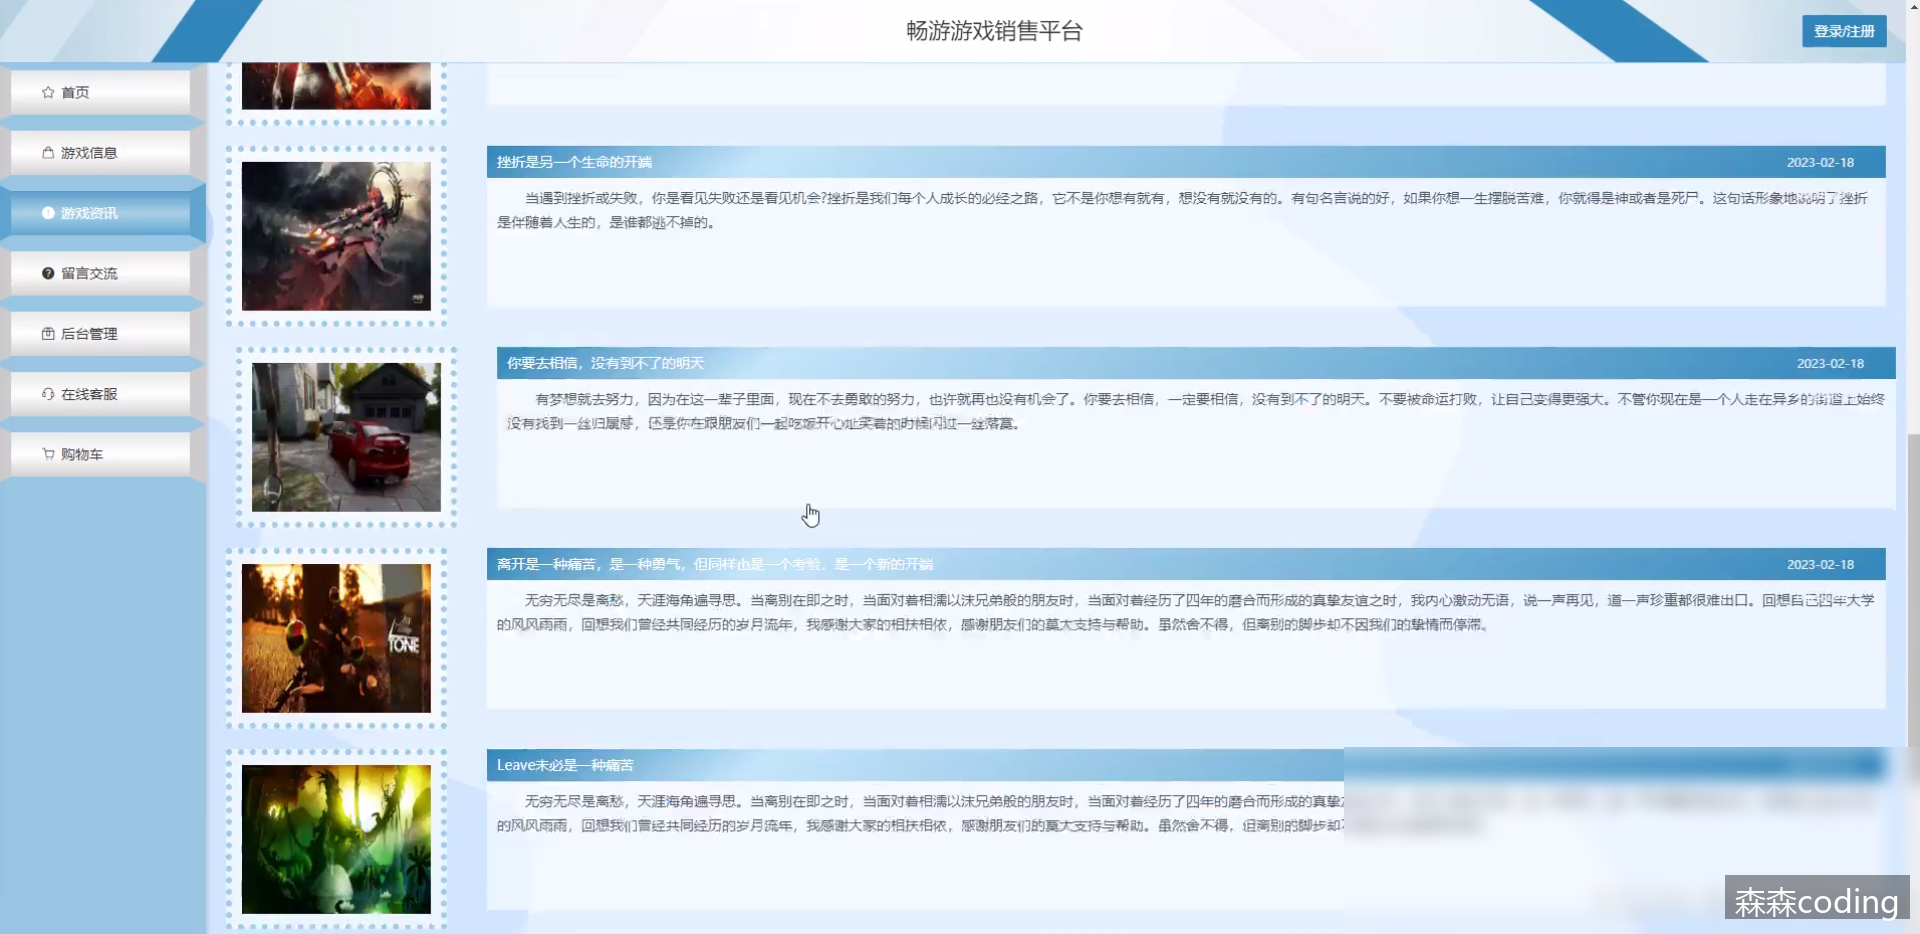 畅游游戏销售平台
登录/注册
首页
游戏信息
游戏资讯
留言交流
后台管理
在线客服
购物车
挫折是另一个生命的开端
2023-02-18
当遇到挫折或失败，你是看见失败还是看见机会?挫折是我们每个人成长的必经之路，它不是你想有就有，想没有就没有的。有句名言说的好，如果你想一生摆脱苦难，你就得是神或者是死尸。这句话形象地说明了挫折
是伴随着人生的，是谁都逃不掉的。
你要去相信，没有到不了的明天
2023-02-18
有梦想就去努力，因为在这一辈子里面，现在不去勇敢的努力，也许就再也没有机会了。你要去相信，一定要相信，没有到不了的明天。不要被命运打败，让自己变得更强大。不管你现在是一个人走在异乡的街道上始终
没有找到一丝归属感，还是你在跟朋友们一起吃饭开心地笑着的时候闪过一丝落寞。
离开是一种痛苦，是一种勇气，但同样也是一个考验，是一个新的开端
2023-02-18
无穷无尽是离愁，天涯海角遍寻思。当离别在即之时，当面对着相濡以沫兄弟般的朋友时，当面对着经历了四年的磨合而形成的真挚友谊之时，我内心激动无语，说一声再见，道一声珍重都很难出口。回想自己四年大学
的风风雨雨，回想我们曾经共同经历的岁月流年，我感谢大家的相扶相依，感谢朋友们的莫大支持与帮助。虽然舍不得，但离别的脚步却不因我们的挚情而停滞。
TONE
Leave未必是一种痛苦
无穷无尽是离愁，天涯海角遍寻思。当离别在即之时，当面对着相濡以沫兄弟般的朋友时，当面对着经历了四年的磨合而形成的真挚
的风风雨雨，回想我们曾经共同经历的岁月流年，我感谢大家的相扶相依，感谢朋友们的莫大支持与帮助。虽然舍不得，但离别的脚步却
森森coding